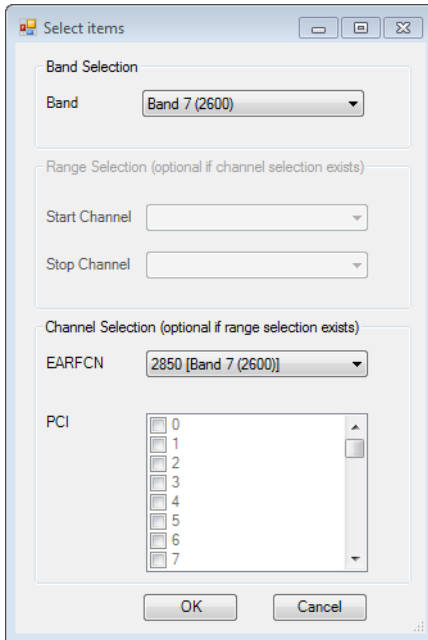 Select items
Band Selection
Band Band 7 (2600)
Range Selection (optional if channel selection exists)
Start Channel
Stop Channel
Channel Selection (optional if range selection exists)
EARFCN 2850 [Band 7 (2600)]
PCI 0
1
2
3
4
5
6
7
OK Cancel